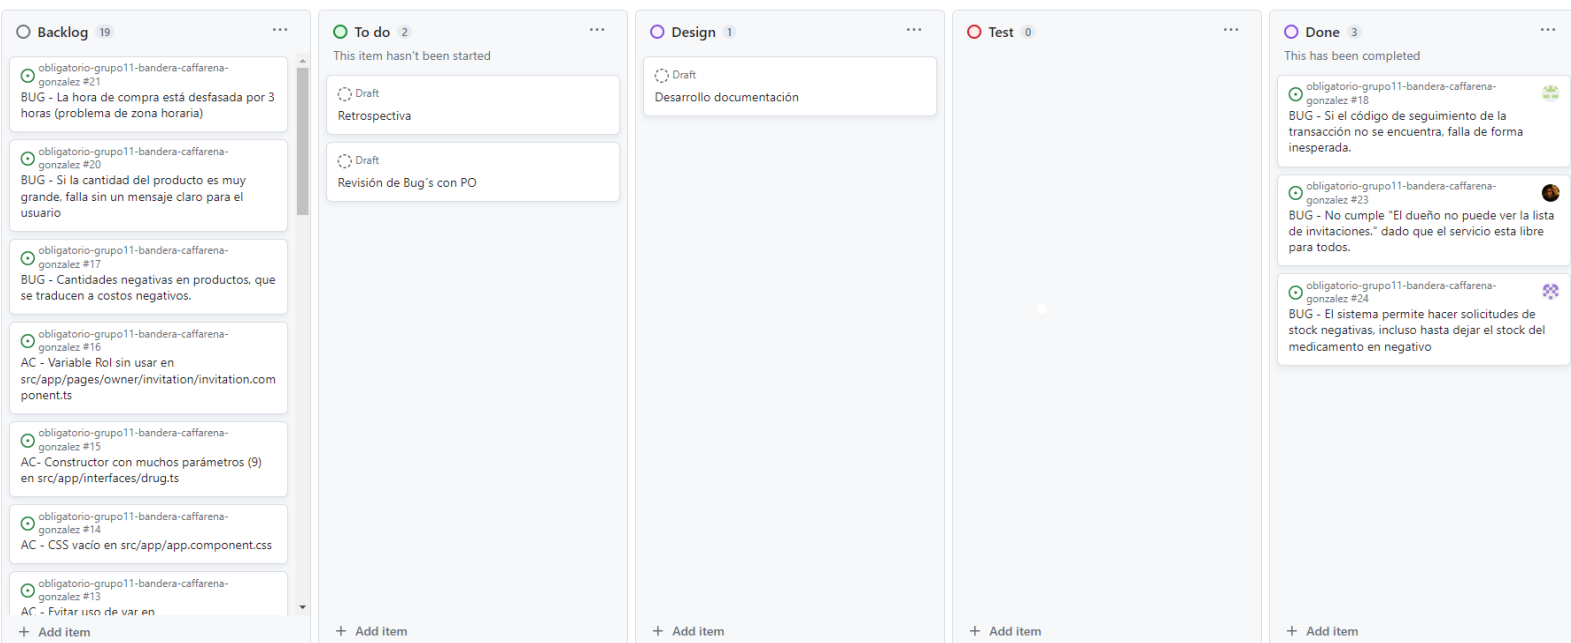 Backlog 19
obligatorio-grupo11-bandera-caffarena-
gonzalez #21
BUG - La hora de compra está desfasada por 3
horas (problema de zona horaria)
obligatorio-grupo11-bandera-caffarena-
gonzalez #20
BUG - Si la cantidad del producto es muy
grande, falla sin un mensaje claro para el
usuario
obligatorio-grupo11-bandera-caffarena-
gonzalez #17
BUG - Cantidades negativas en productos, que
se traducen a costos negativos.
obligatorio-grupo11-bandera-caffarena-
gonzalez #16
AC - Variable Rol sin usar en
src/app/pages/owner/invitation/invitation.com
ponent.ts
obligatorio-grupo11-bandera-caffarena-
gonzalez #15
AC- Constructor con muchos parámetros (9)
en src/app/interfaces/drug.ts
obligatorio-grupo11-bandera-caffarena-
gonzalez #14
AC - CSS vacío en src/app/app.component.css
obligatorio-grupo11-bandera-caffarena-
gonzalez #13
AC - Evitar uso de var en
+ Add item
To do 2
This item hasn't been started
Draft
Retrospectiva
Draft
Revisión de Bug´s con PO
+ Add item
Design 1
Draft
Desarrollo documentación
+ Add item
Test 0
+ Add item
Done 3
This has been completed
obligatorio-grupo11-bandera-caffarena-
gonzalez #18
BUG - Si el código de seguimiento de la
transacción no se encuentra, falla de forma
inesperada.
obligatorio-grupo11-bandera-caffarena-
gonzalez #23
BUG - No cumple "El dueño no puede ver la lista
de invitaciones." dado que el servicio esta libre
para todos.
obligatorio-grupo11-bandera-caffarena-
gonzalez #24
BUG - El sistema permite hacer solicitudes de
stock negativas, incluso hasta dejar el stock del
medicamento en negativo
+ Add item